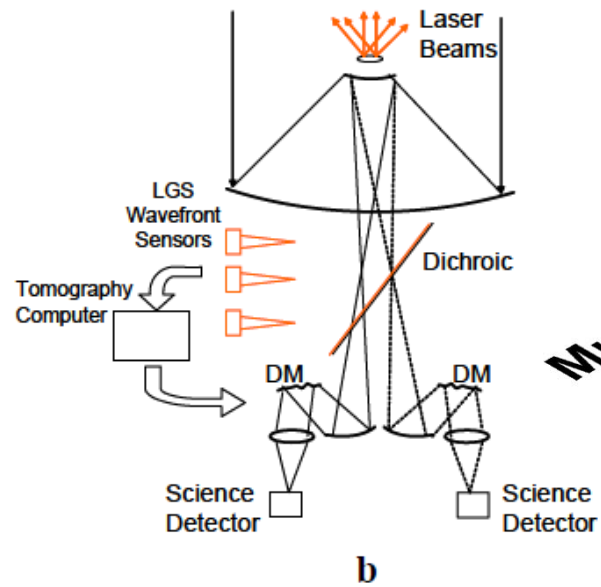 Laser
Beams
LGS
Wavefront
Sensors
Dichroic
Tomography
Computer
DM
DM
Science
Detector
Science
Detector
b